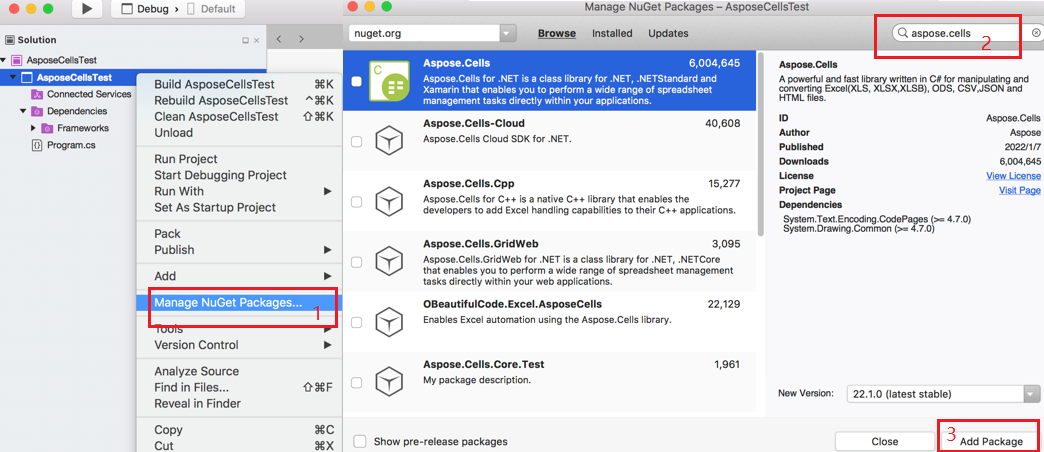 Debug > Default
Solution
AsposeCellsTest
AsposeCellsTest
Connected Services
Dependencies
Frameworks
Program.cs
Build AsposeCellsTest ⌘K
Rebuild AsposeCellsTest ^⌘K
Clean AsposeCellsTest ⇧⌘K
Unload
Run Project
Start Debugging Project
Run With
Set As Startup Project
Pack
Publish
Add
Manage NuGet Packages...
1
Tools
Version Control
Analyze Source
Find in Files... ⇧⌘F
Reveal in Finder
Copy ⌘C
Cut ⌘X
Manage NuGet Packages – AsposeCellsTest
nuget.org
Browse Installed Updates
aspose.cells
2
Aspose.Cells 6,004,645
Aspose.Cells for .NET is a class library for .NET, .NETStandard and
Xamarin that enables you to perform a wide range of spreadsheet
management tasks directly within your applications.
Aspose.Cells-Cloud 40,608
Aspose.Cells Cloud SDK for .NET.
Aspose.Cells.Cpp 15,277
Aspose.Cells for C++ is a native C++ library that enables the
developers to add Excel handling capabilities to their C++ applications.
Aspose.Cells.GridWeb 3,095
Aspose.Cells.GridWeb for .NET is a class library for .NET, .NETCore
that enables you to perform a wide range of spreadsheet management
tasks directly within your web applications.
OBeautifulCode.Excel.AsposeCells 22,129
Enables Excel automation using the Aspose.Cells library.
Aspose.Cells.Core.Test 1,961
My package description.
Aspose.Cells
A powerful and fast library written in C# for manipulating and
converting Excel(XLS, XLSX,XLSB), ODS, CSV,JSON and
HTML files.
ID Aspose.Cells
Author Aspose
Published 2022/1/7
Downloads 6,004,645
License View License
Project Page Visit Page
Dependencies
System.Text.Encoding.CodePages (>= 4.7.0)
System.Drawing.Common (>= 4.7.0)
New Version: 22.1.0 (latest stable)
Show pre-release packages
Close
3 Add Package